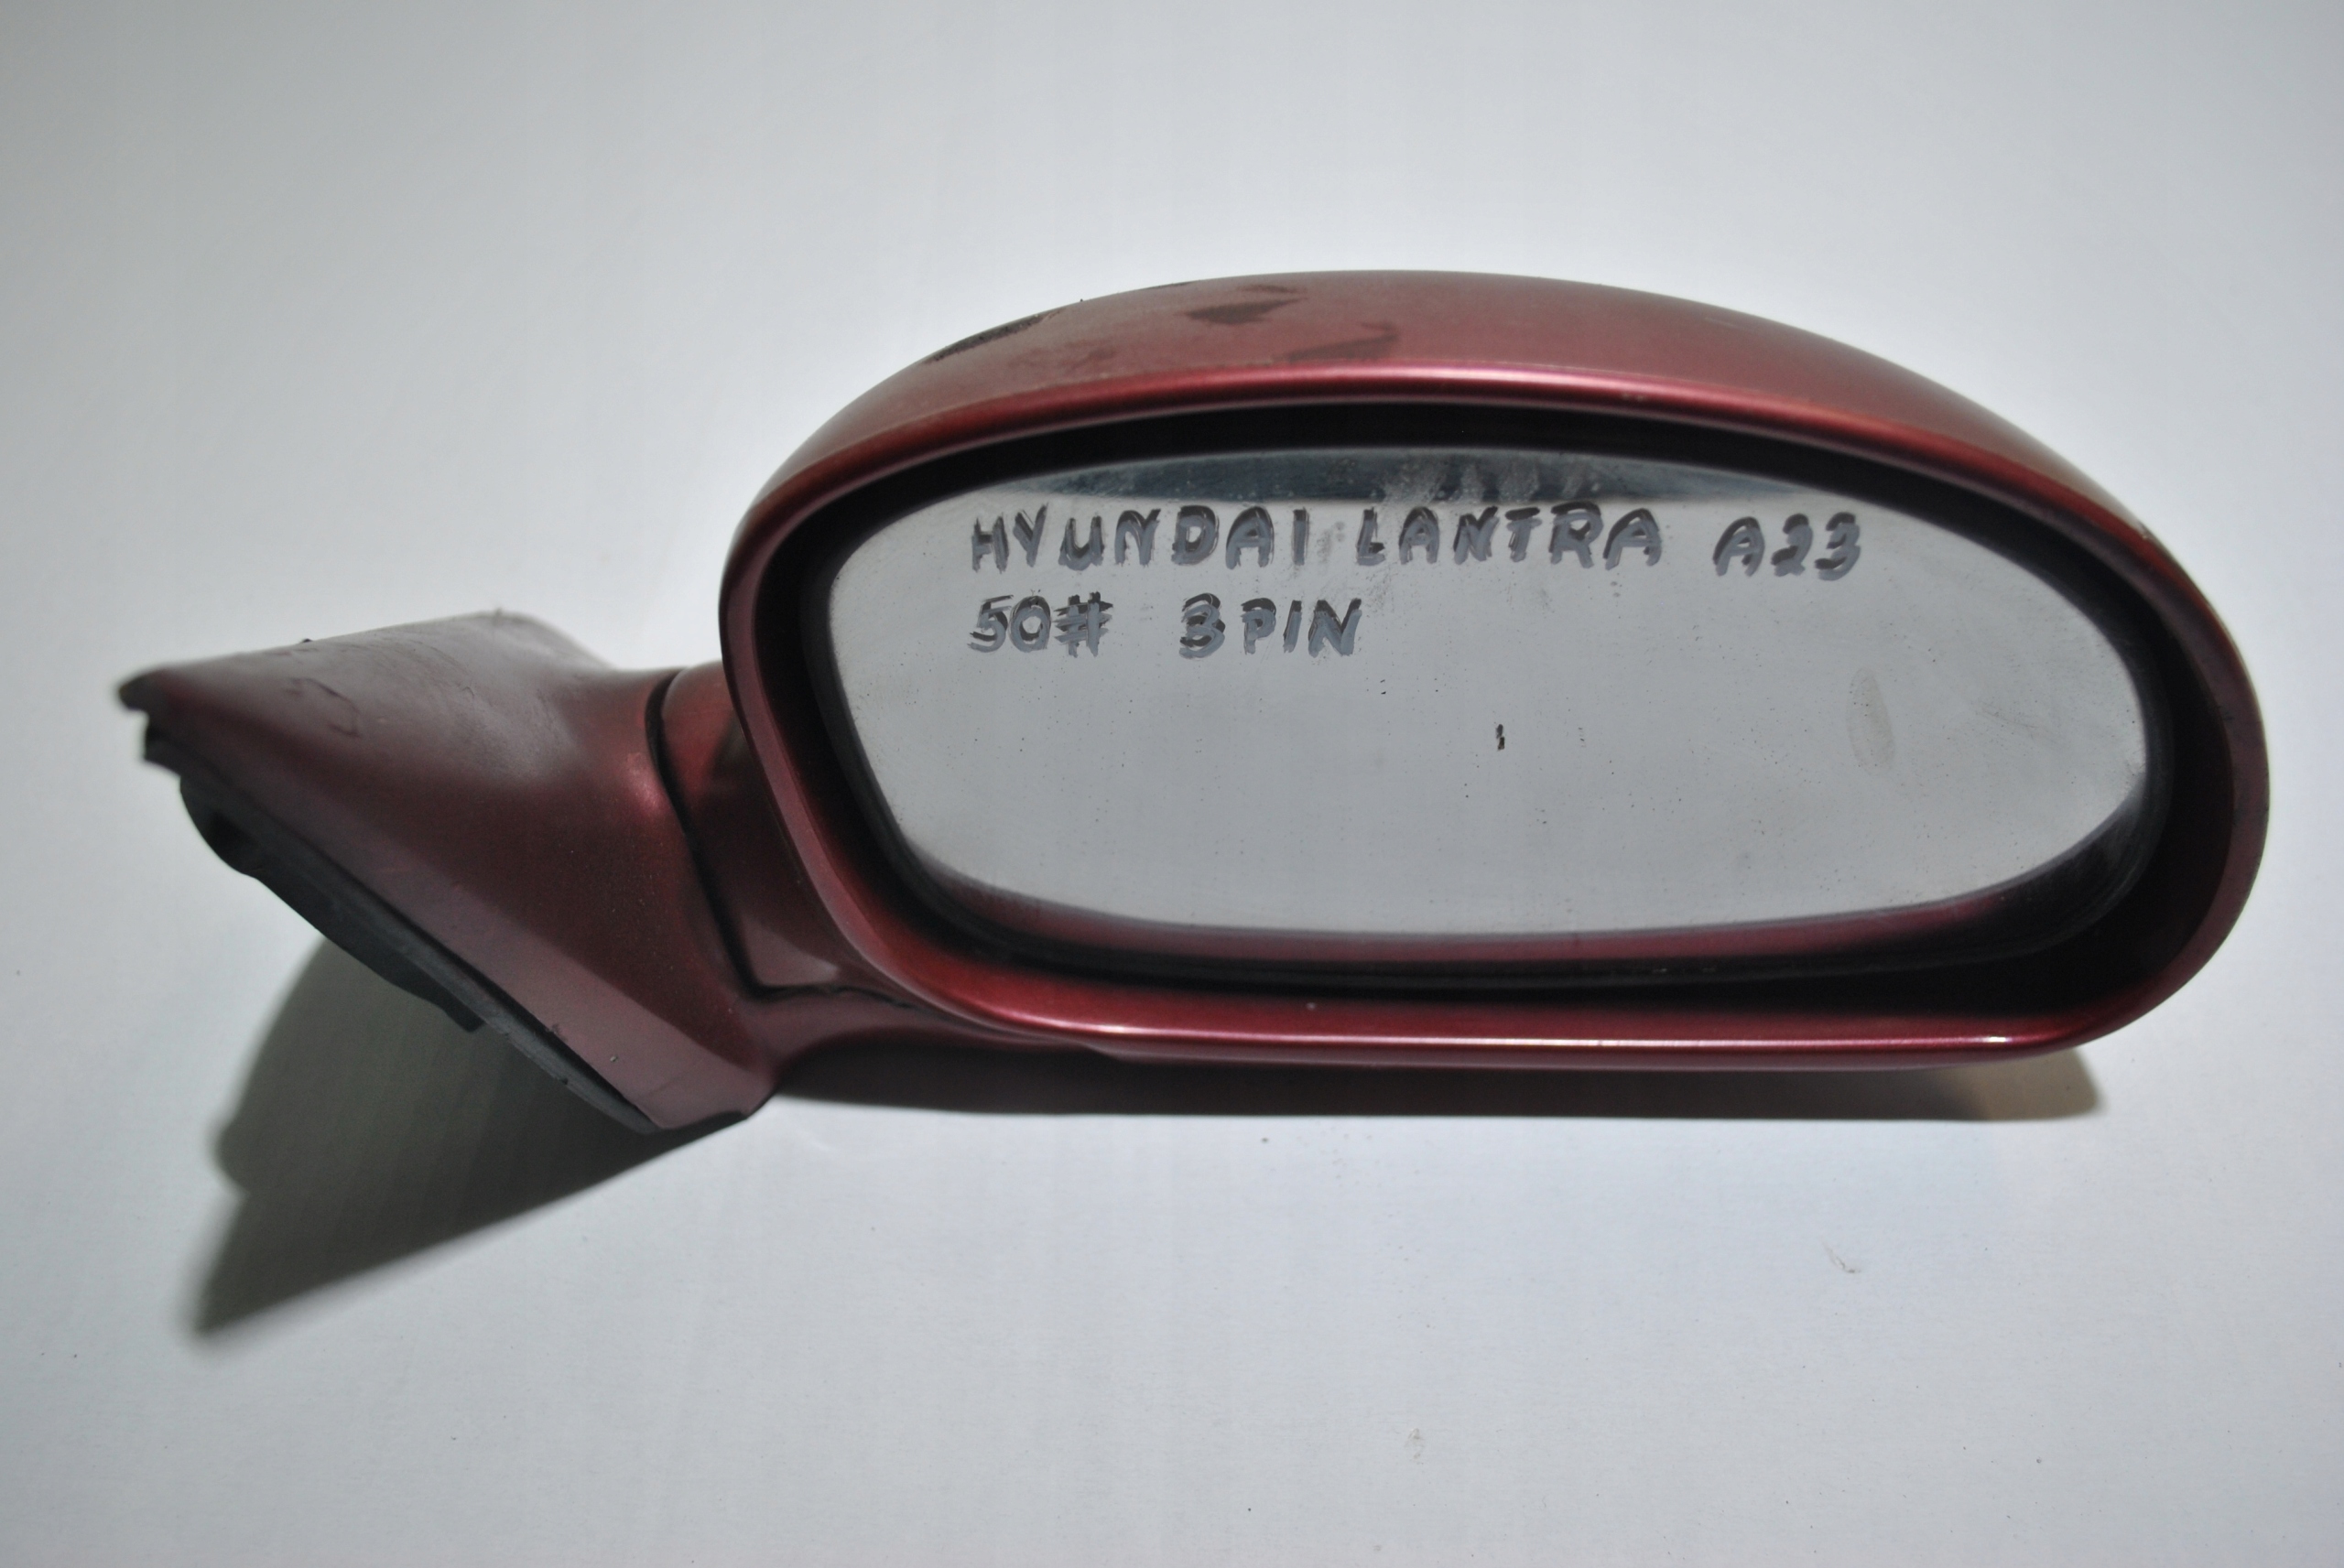 HYUNDAI LANTRA A23
50# 3PIN